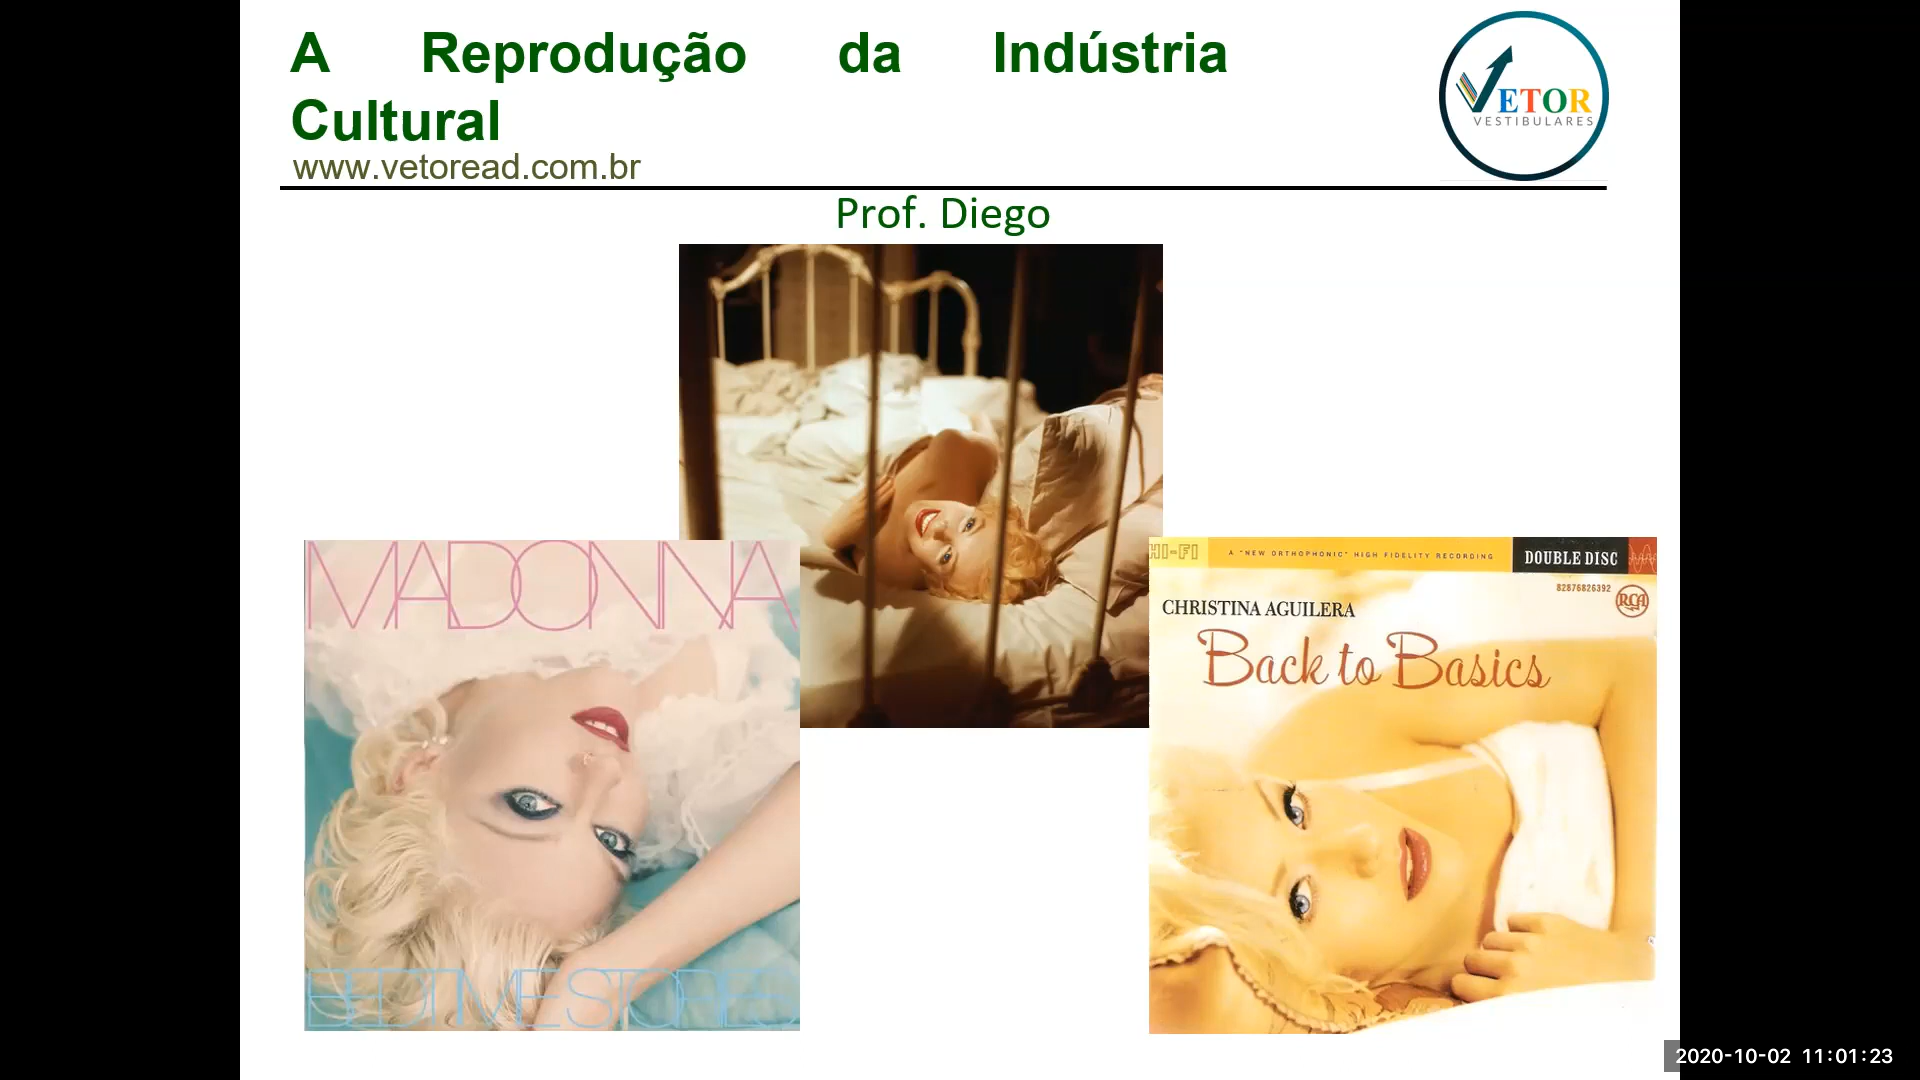 A Reprodução da Indústria
Cultural
www.vetoread.com.br
VETOR
VESTIBULARES
Prof. Diego
MADONNA
BEDTIME STORIES
HI-FI
A "NEW ORTHOPHONIC" HIGH FIDELITY RECORDING
DOUBLE DISC
82876826392
RCA
CHRISTINA AGUILERA
Back to Basics
2020-10-02 11:01:23